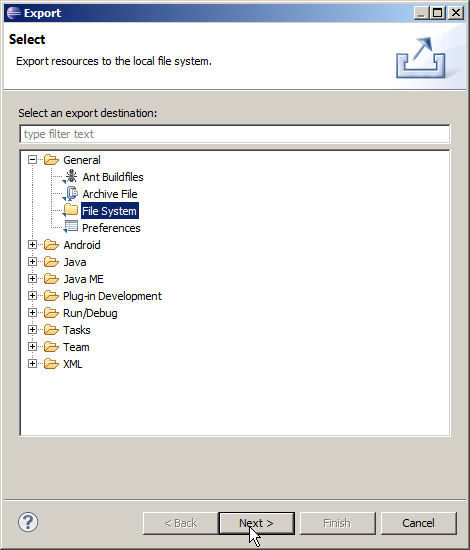 Export
Select
Export resources to the local file system.
Select an export destination:
type filter text
General
Ant Buildfiles
Archive File
File System
Preferences
Android
Java
Java ME
Plug-in Development
Run/Debug
Tasks
Team
XML
< Back Next > Finish Cancel